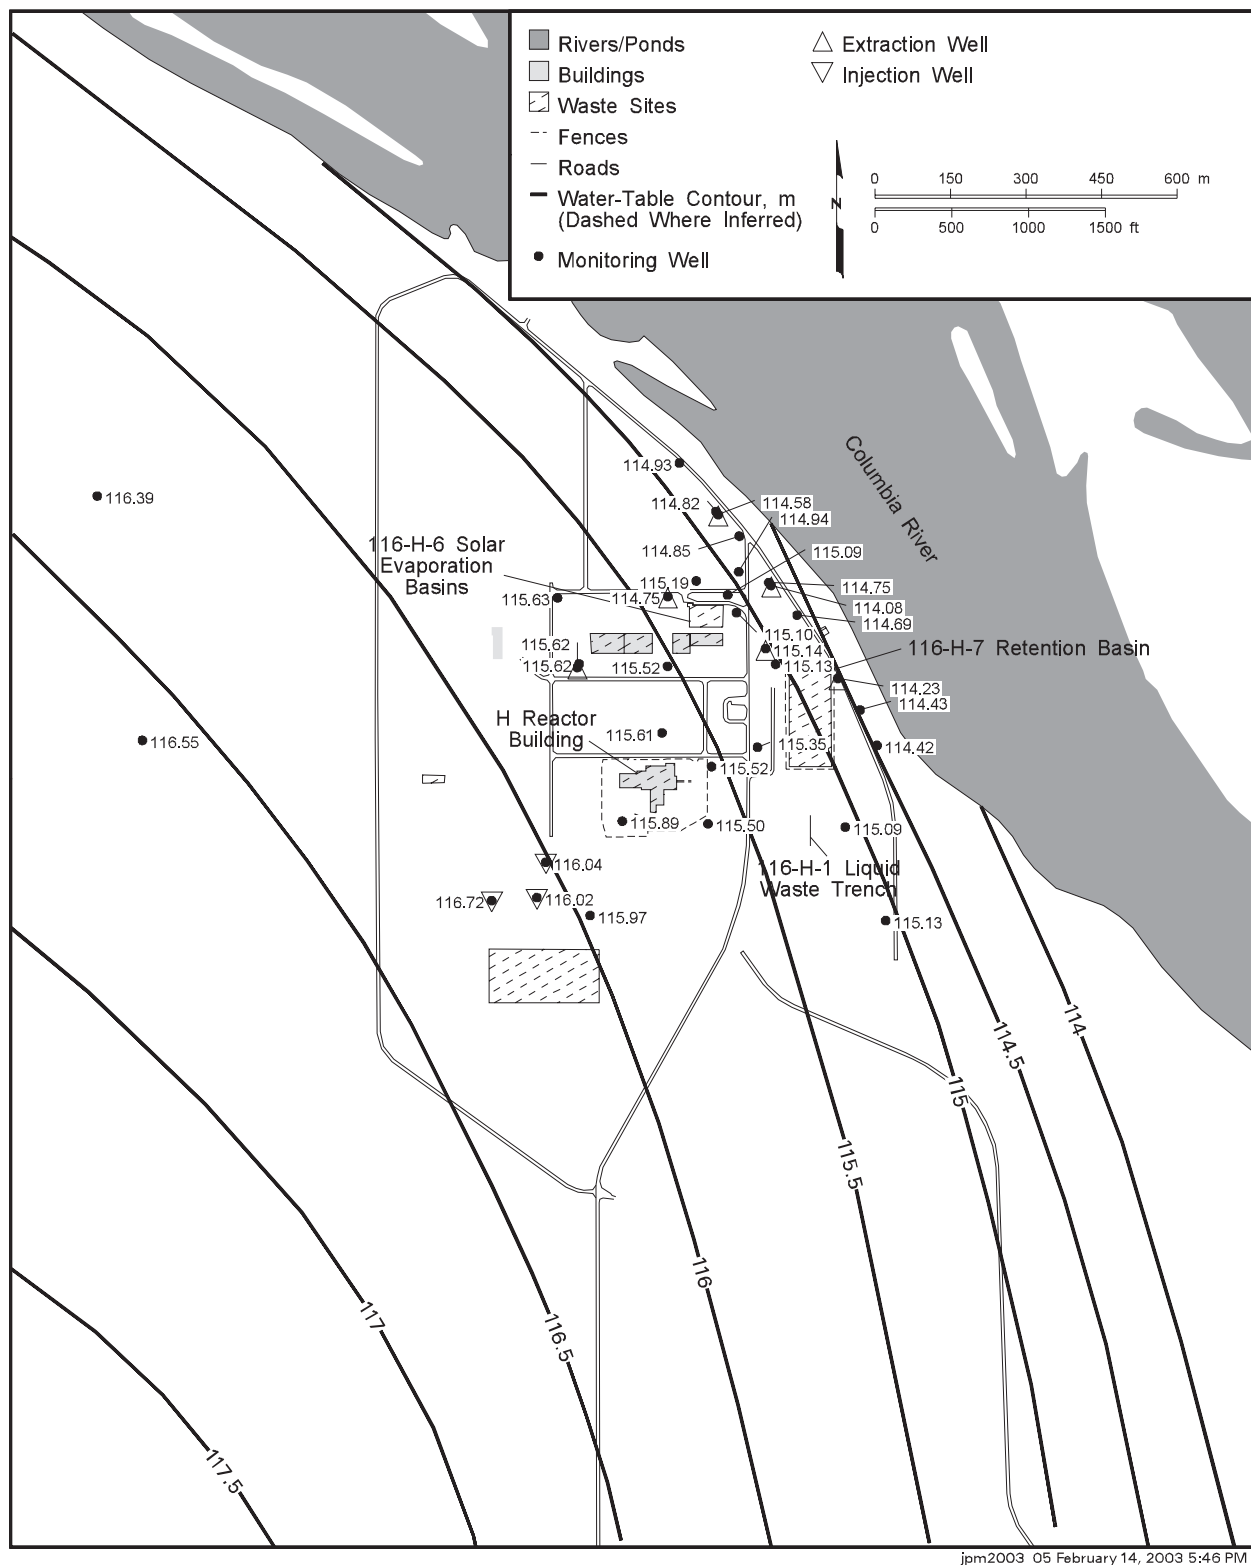 Rivers/Ponds
Buildings
Waste Sites
Fences
Roads
Water-Table Contour, m
(Dashed Where Inferred)
Monitoring Well
Extraction Well
Injection Well
0 150 300 450 600 m
N
0 500 1000 1500 ft
Columbia River
114.93
114.82
114.58
114.94
116.39
114.85
115.09
116-H-6 Solar
Evaporation
Basins
115.19
114.75
115.63
114.75
114.08
114.69
115.10
115.62
115.14
116-H-7 Retention Basin
115.62
115.52
115.13
114.23
114.43
H Reactor
Building
115.61
116.55
115.35
114.42
115.52
115.89
115.50
115.09
116.04
116-H-1 Liquid
Waste Trench
116.72
116.02
115.97
115.13
114
114.5
115
115.5
116
116.5
117
117.5
jpm2003 05 February 14, 2003 5:46 PM